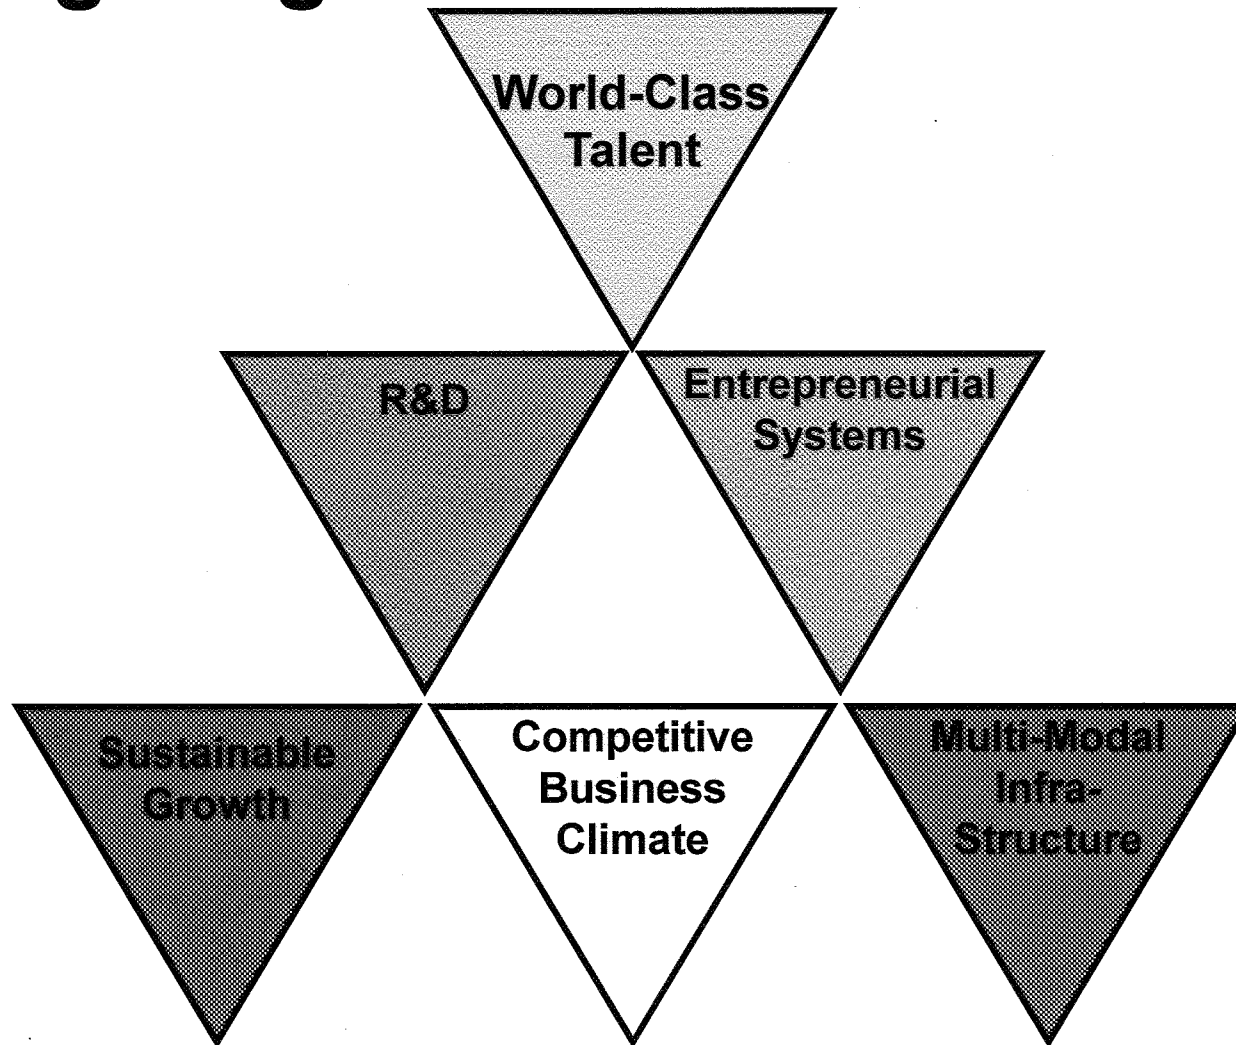 World-Class
Talent
R&D
Entrepreneurial
Systems
Sustainable
Growth
Competitive
Business
Climate
Multi-Modal
Infra-
Structure